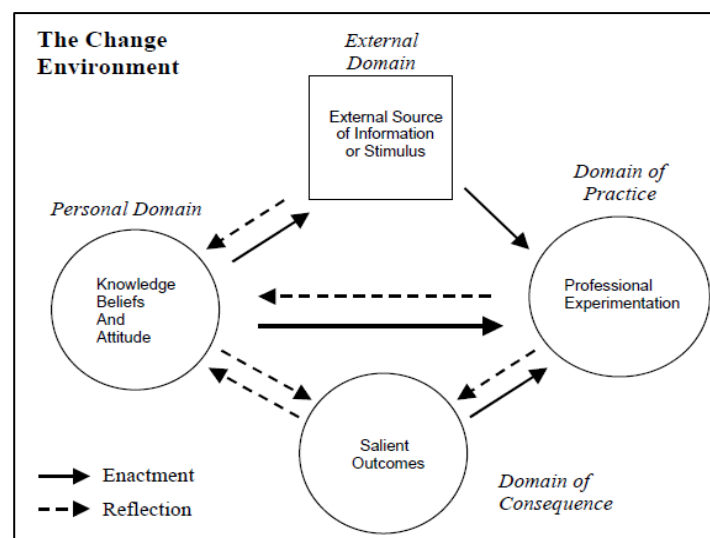 The Change
Environment
External
Domain
External Source
of Information
or Stimulus
Domain of
Practice
Personal Domain
Knowledge
Beliefs
And
Attitude
Professional
Experimentation
Salient
Outcomes
Domain of
Consequence
Enactment
Reflection